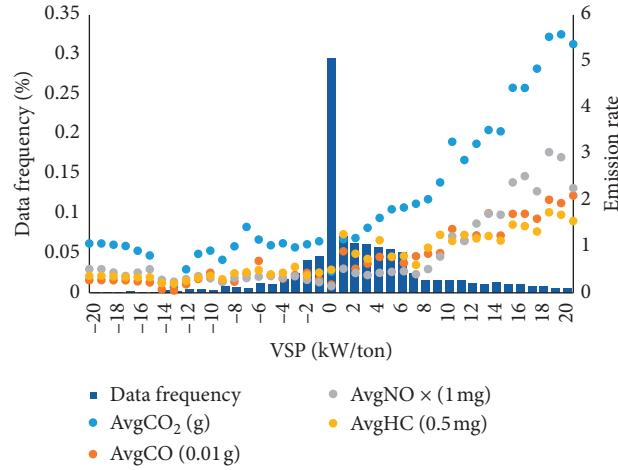 0.35
0.3
0.25
0.2
0.15
0.1
0.05
0
Data frequency (%)
6
5
4
3
2
1
0
Emission rate
−20 −18 −16 −14 −12 −10 −8 −6 −4 −2 0 2 4 6 8 10 12 14 16 18 20
VSP (kW/ton)
Data frequency
AvgCO₂ (g)
AvgCO (0.01 g)
AvgNO × (1 mg)
AvgHC (0.5 mg)